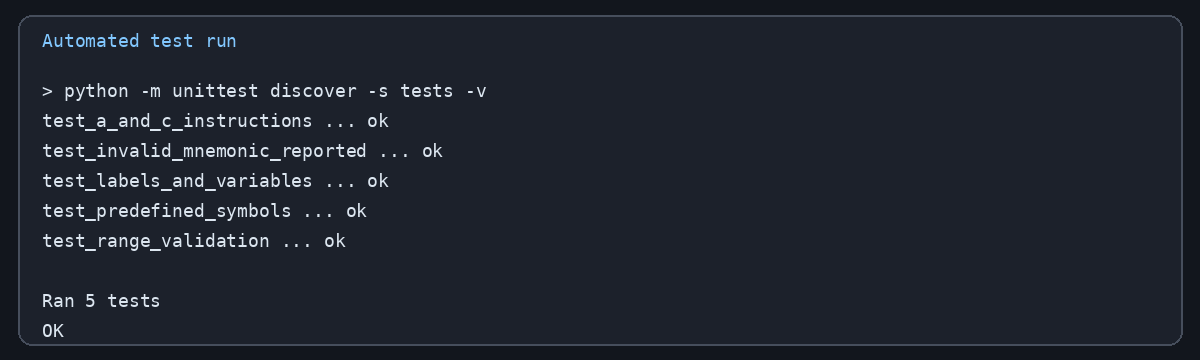 Automated test run
> python -m unittest discover -s tests -v
test_a_and_c_instructions ... ok
test_invalid_mnemonic_reported ... ok
test_labels_and_variables ... ok
test_predefined_symbols ... ok
test_range_validation ... ok
Ran 5 tests
OK